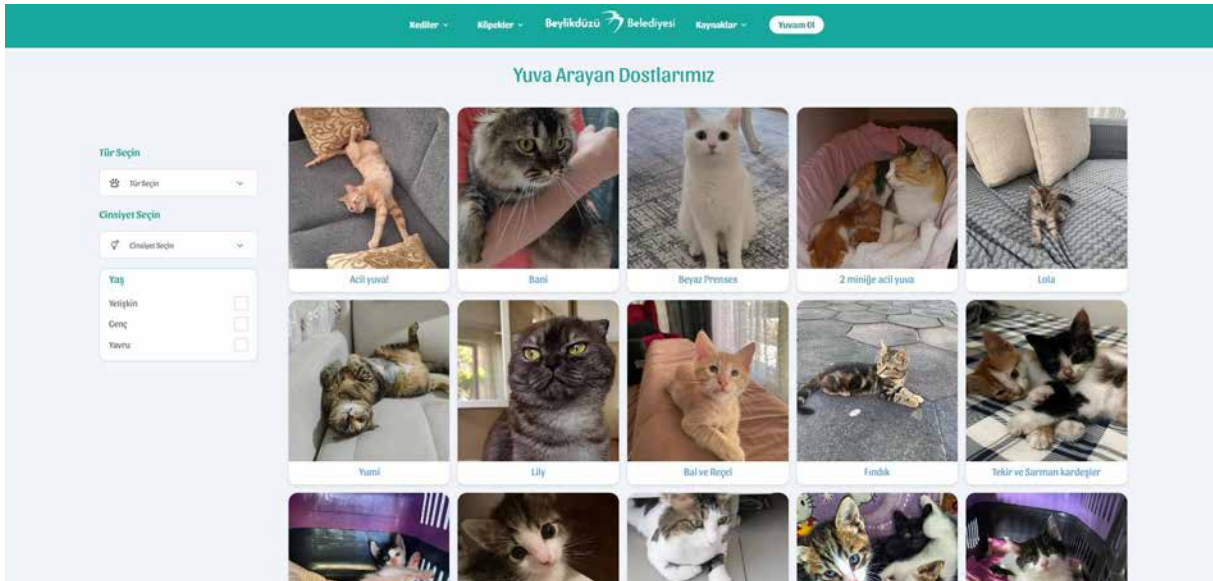 Kediler
Köpekler
Beylikdüzü Belediyesi
Kaynaklar
Yuvam Ol
Yuva Arayan Dostlarımız
Tür Seçin
Tür Seçin
Cinsiyet Seçin
Cinsiyet Seçin
Yaş
Yetişkin
Genç
Yavru
Acil yuva!
Bani
Beyaz Prenses
2 miniğe acil yuva
Lola
Yumi
Lily
Bal ve Reçel
Fındık
Tekir ve Sarman kardeşler